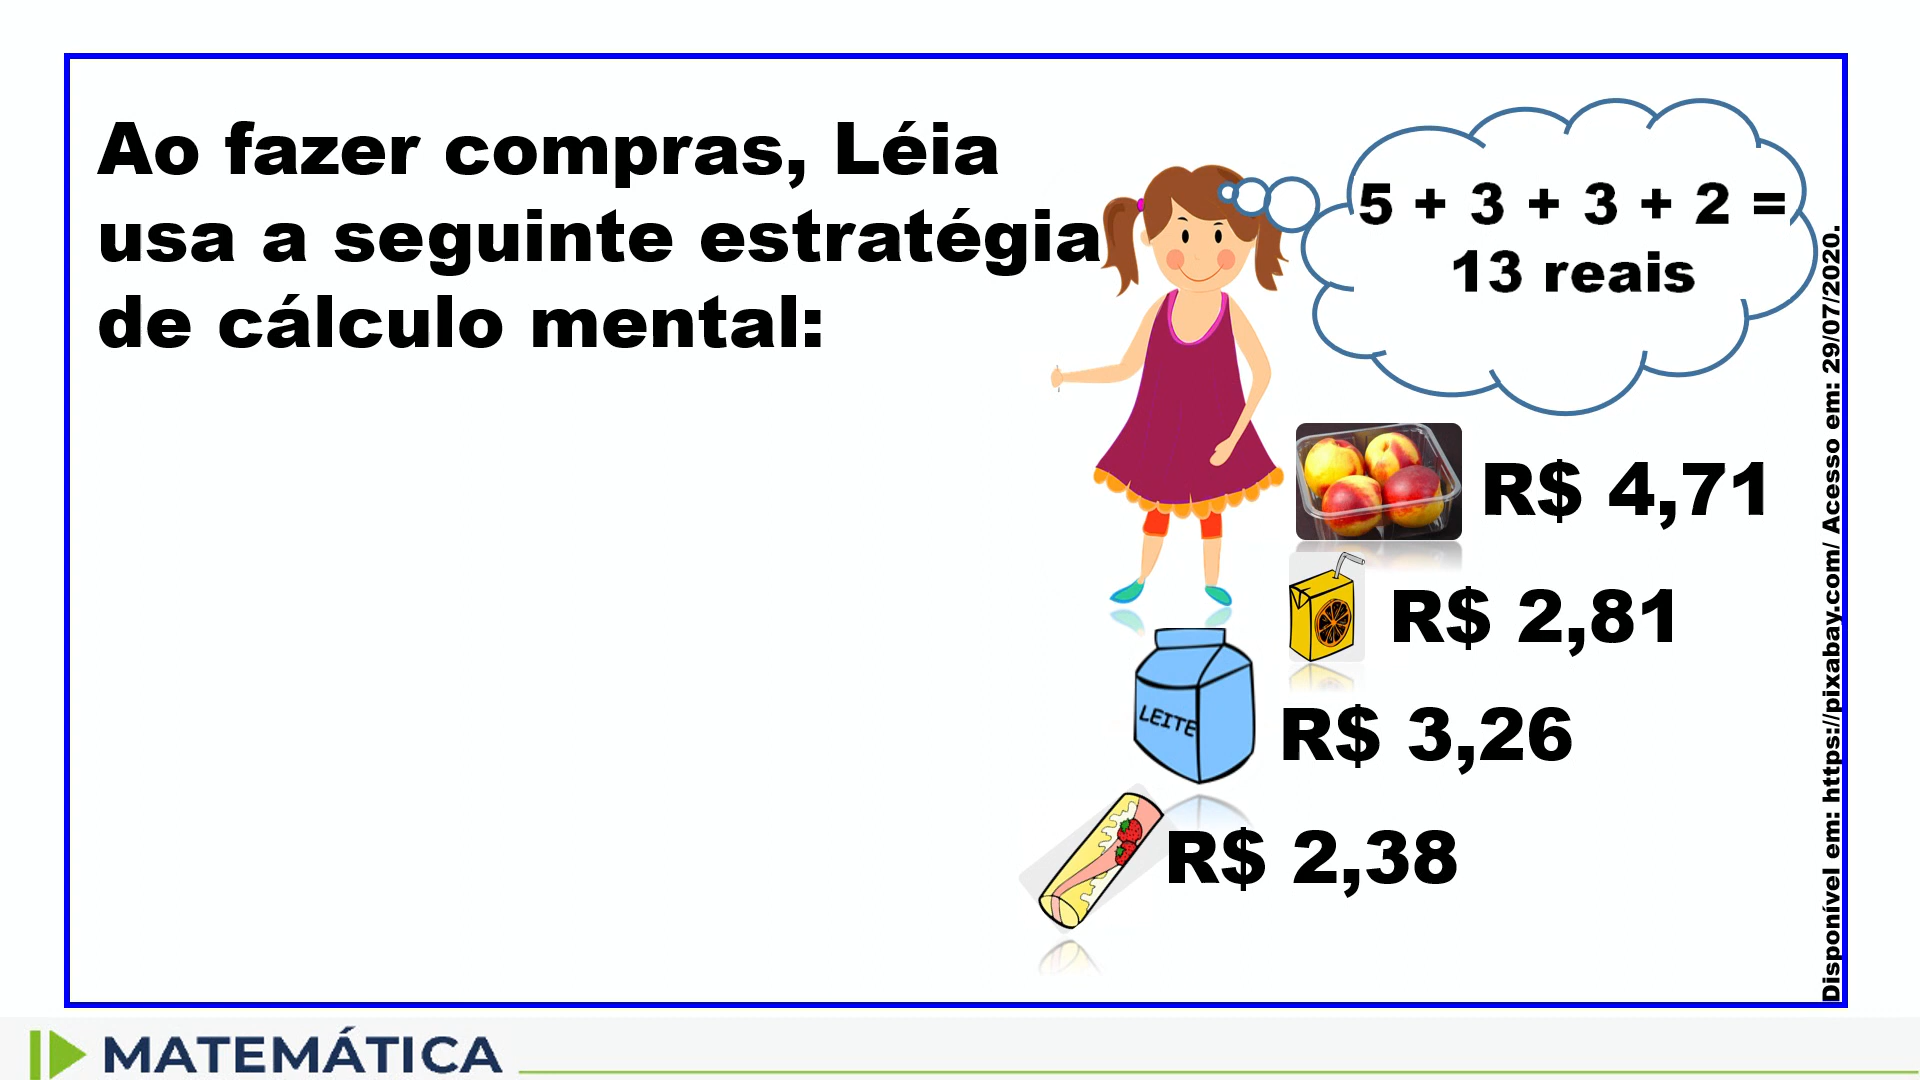 Ao fazer compras, Léia
usa a seguinte estratégia
de cálculo mental:
5 + 3 + 3 + 2 =
13 reais
R$ 4,71
R$ 2,81
LEITE
R$ 3,26
R$ 2,38
Disponível em: https://pixabay.com/ Acesso em: 29/07/2020.
MATEMÁTICA